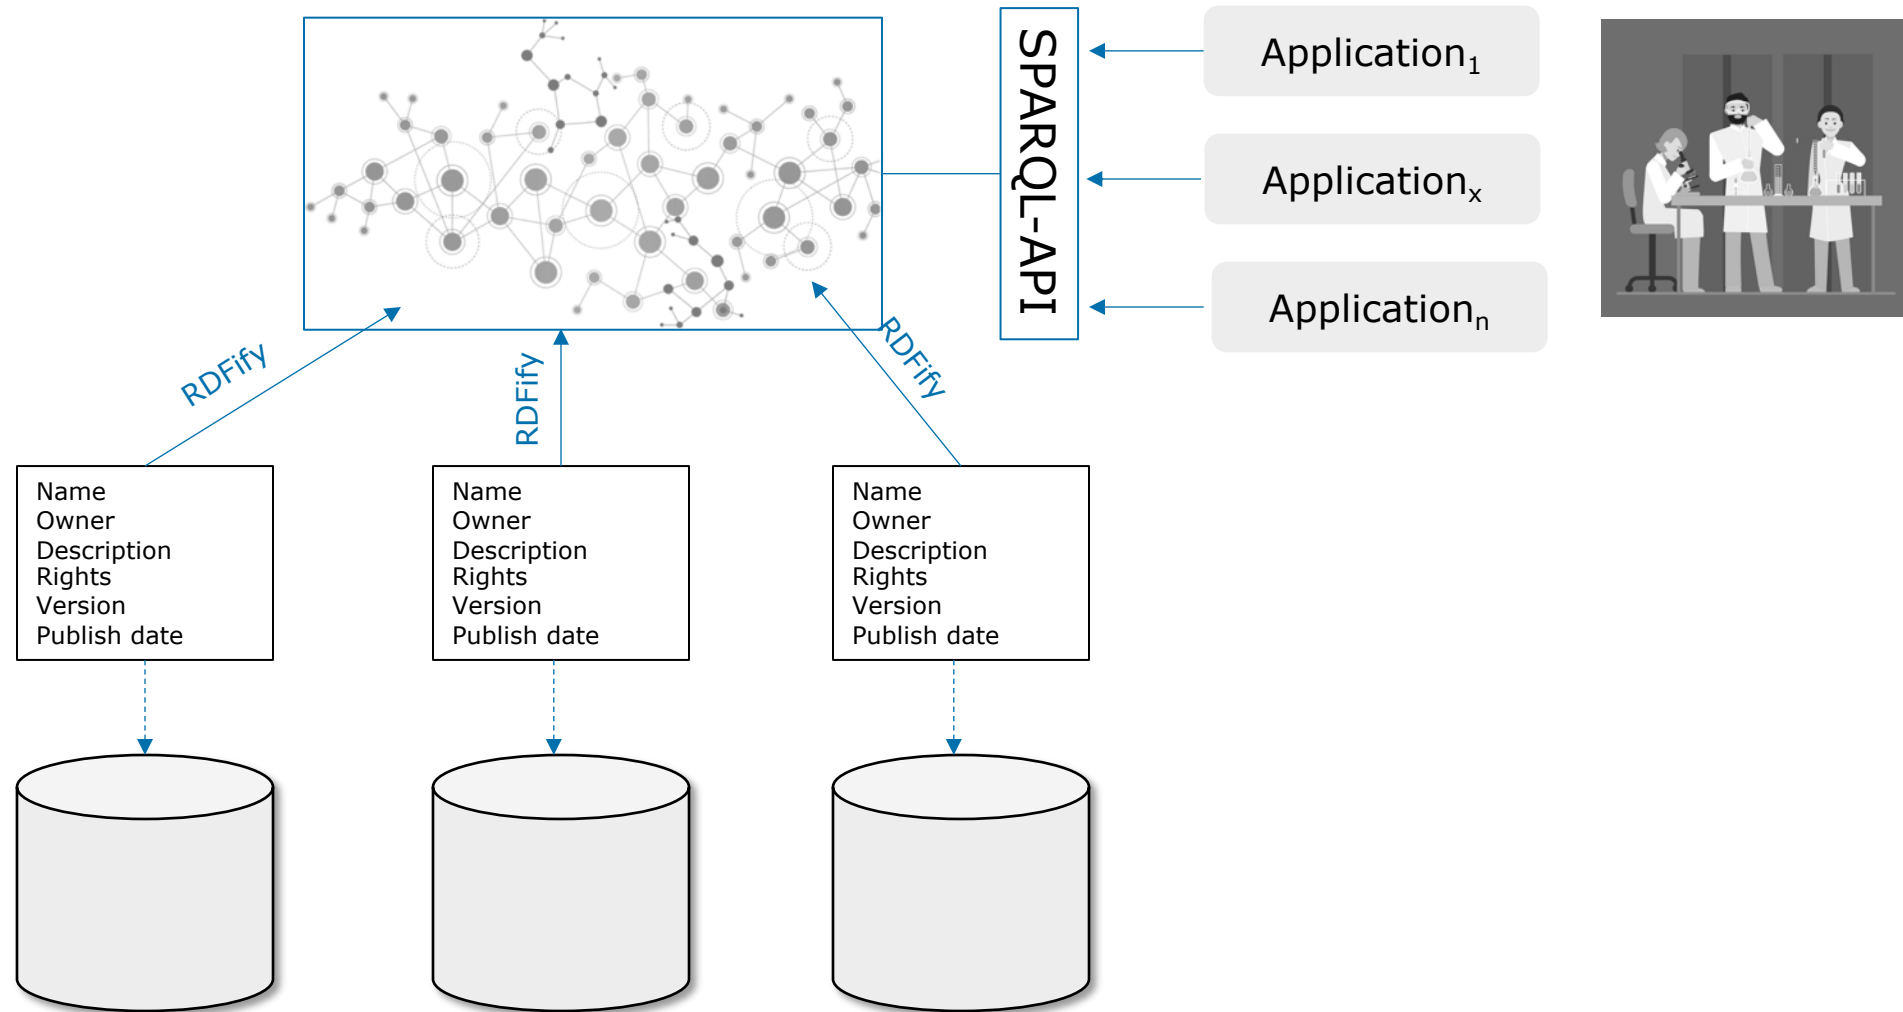 SPARQL-API
Application1
Applicationx
Applicationn
RDFify
RDFify
RDFify
Name
Owner
Description
Rights
Version
Publish date
Name
Owner
Description
Rights
Version
Publish date
Name
Owner
Description
Rights
Version
Publish date